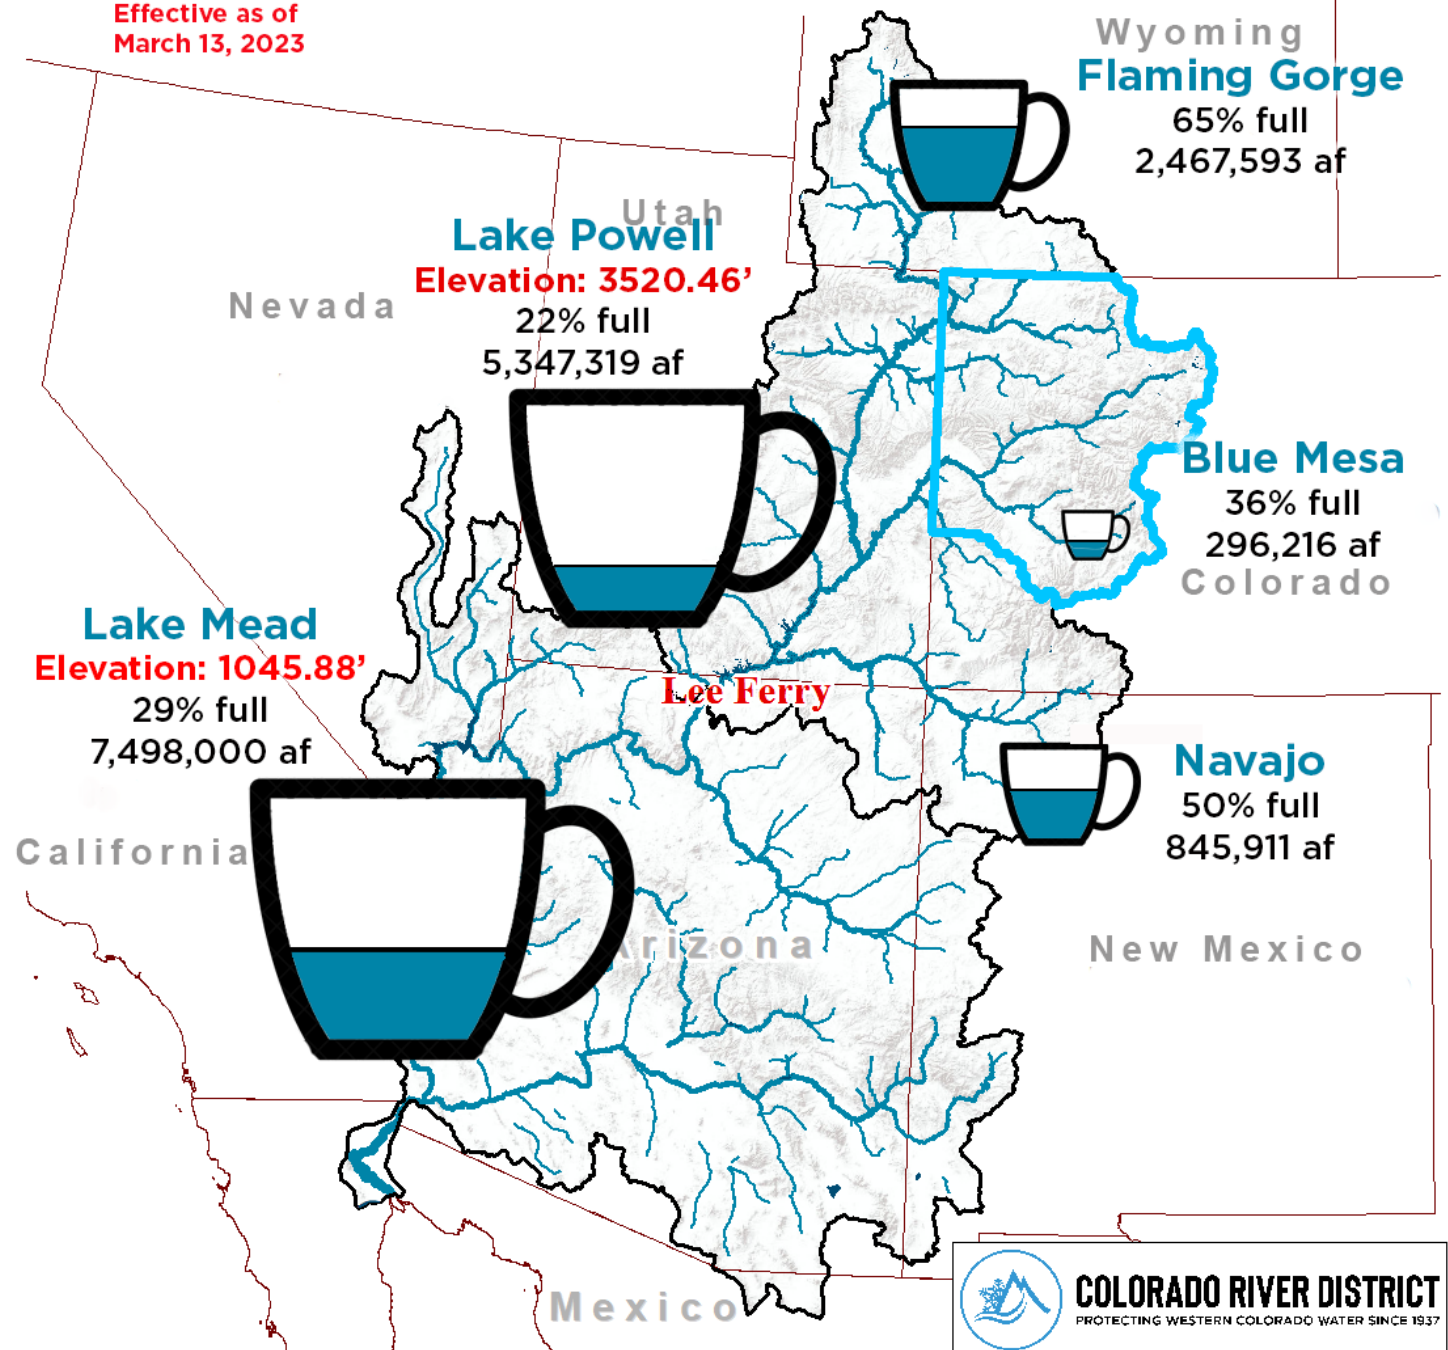 Effective as of
March 13, 2023
Wyoming
Flaming Gorge
65% full
2,467,593 af
Utah
Lake Powell
Elevation: 3520.46’
22% full
5,347,319 af
Nevada
Blue Mesa
36% full
296,216 af
Colorado
Lake Mead
Elevation: 1045.88’
29% full
7,498,000 af
Lee Ferry
Navajo
50% full
845,911 af
California
Arizona
New Mexico
Mexico
COLORADO RIVER DISTRICT
PROTECTING WESTERN COLORADO WATER SINCE 1937